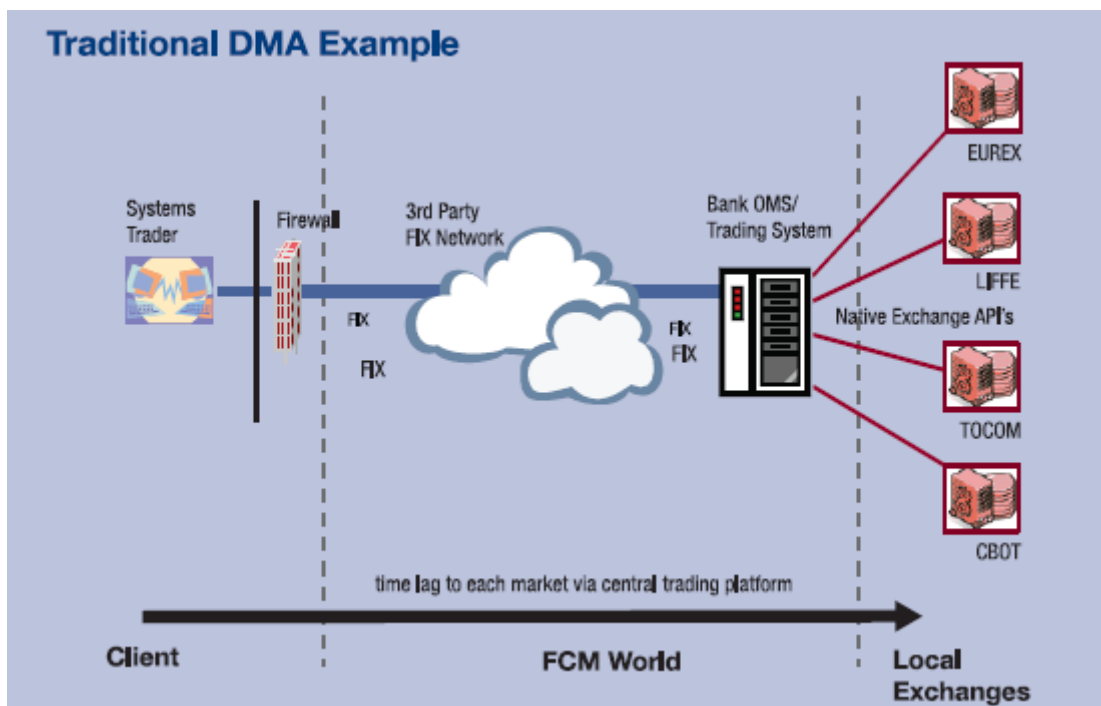 Traditional DMA Example
Systems
Trader
Firewall
3rd Party
FIX Network
Bank OMS/
Trading System
EUREX
LIFFE
Native Exchange API's
TOCOM
CBOT
FIX
FIX
FIX
FIX
time lag to each market via central trading platform
Client
FCM World
Local
Exchanges